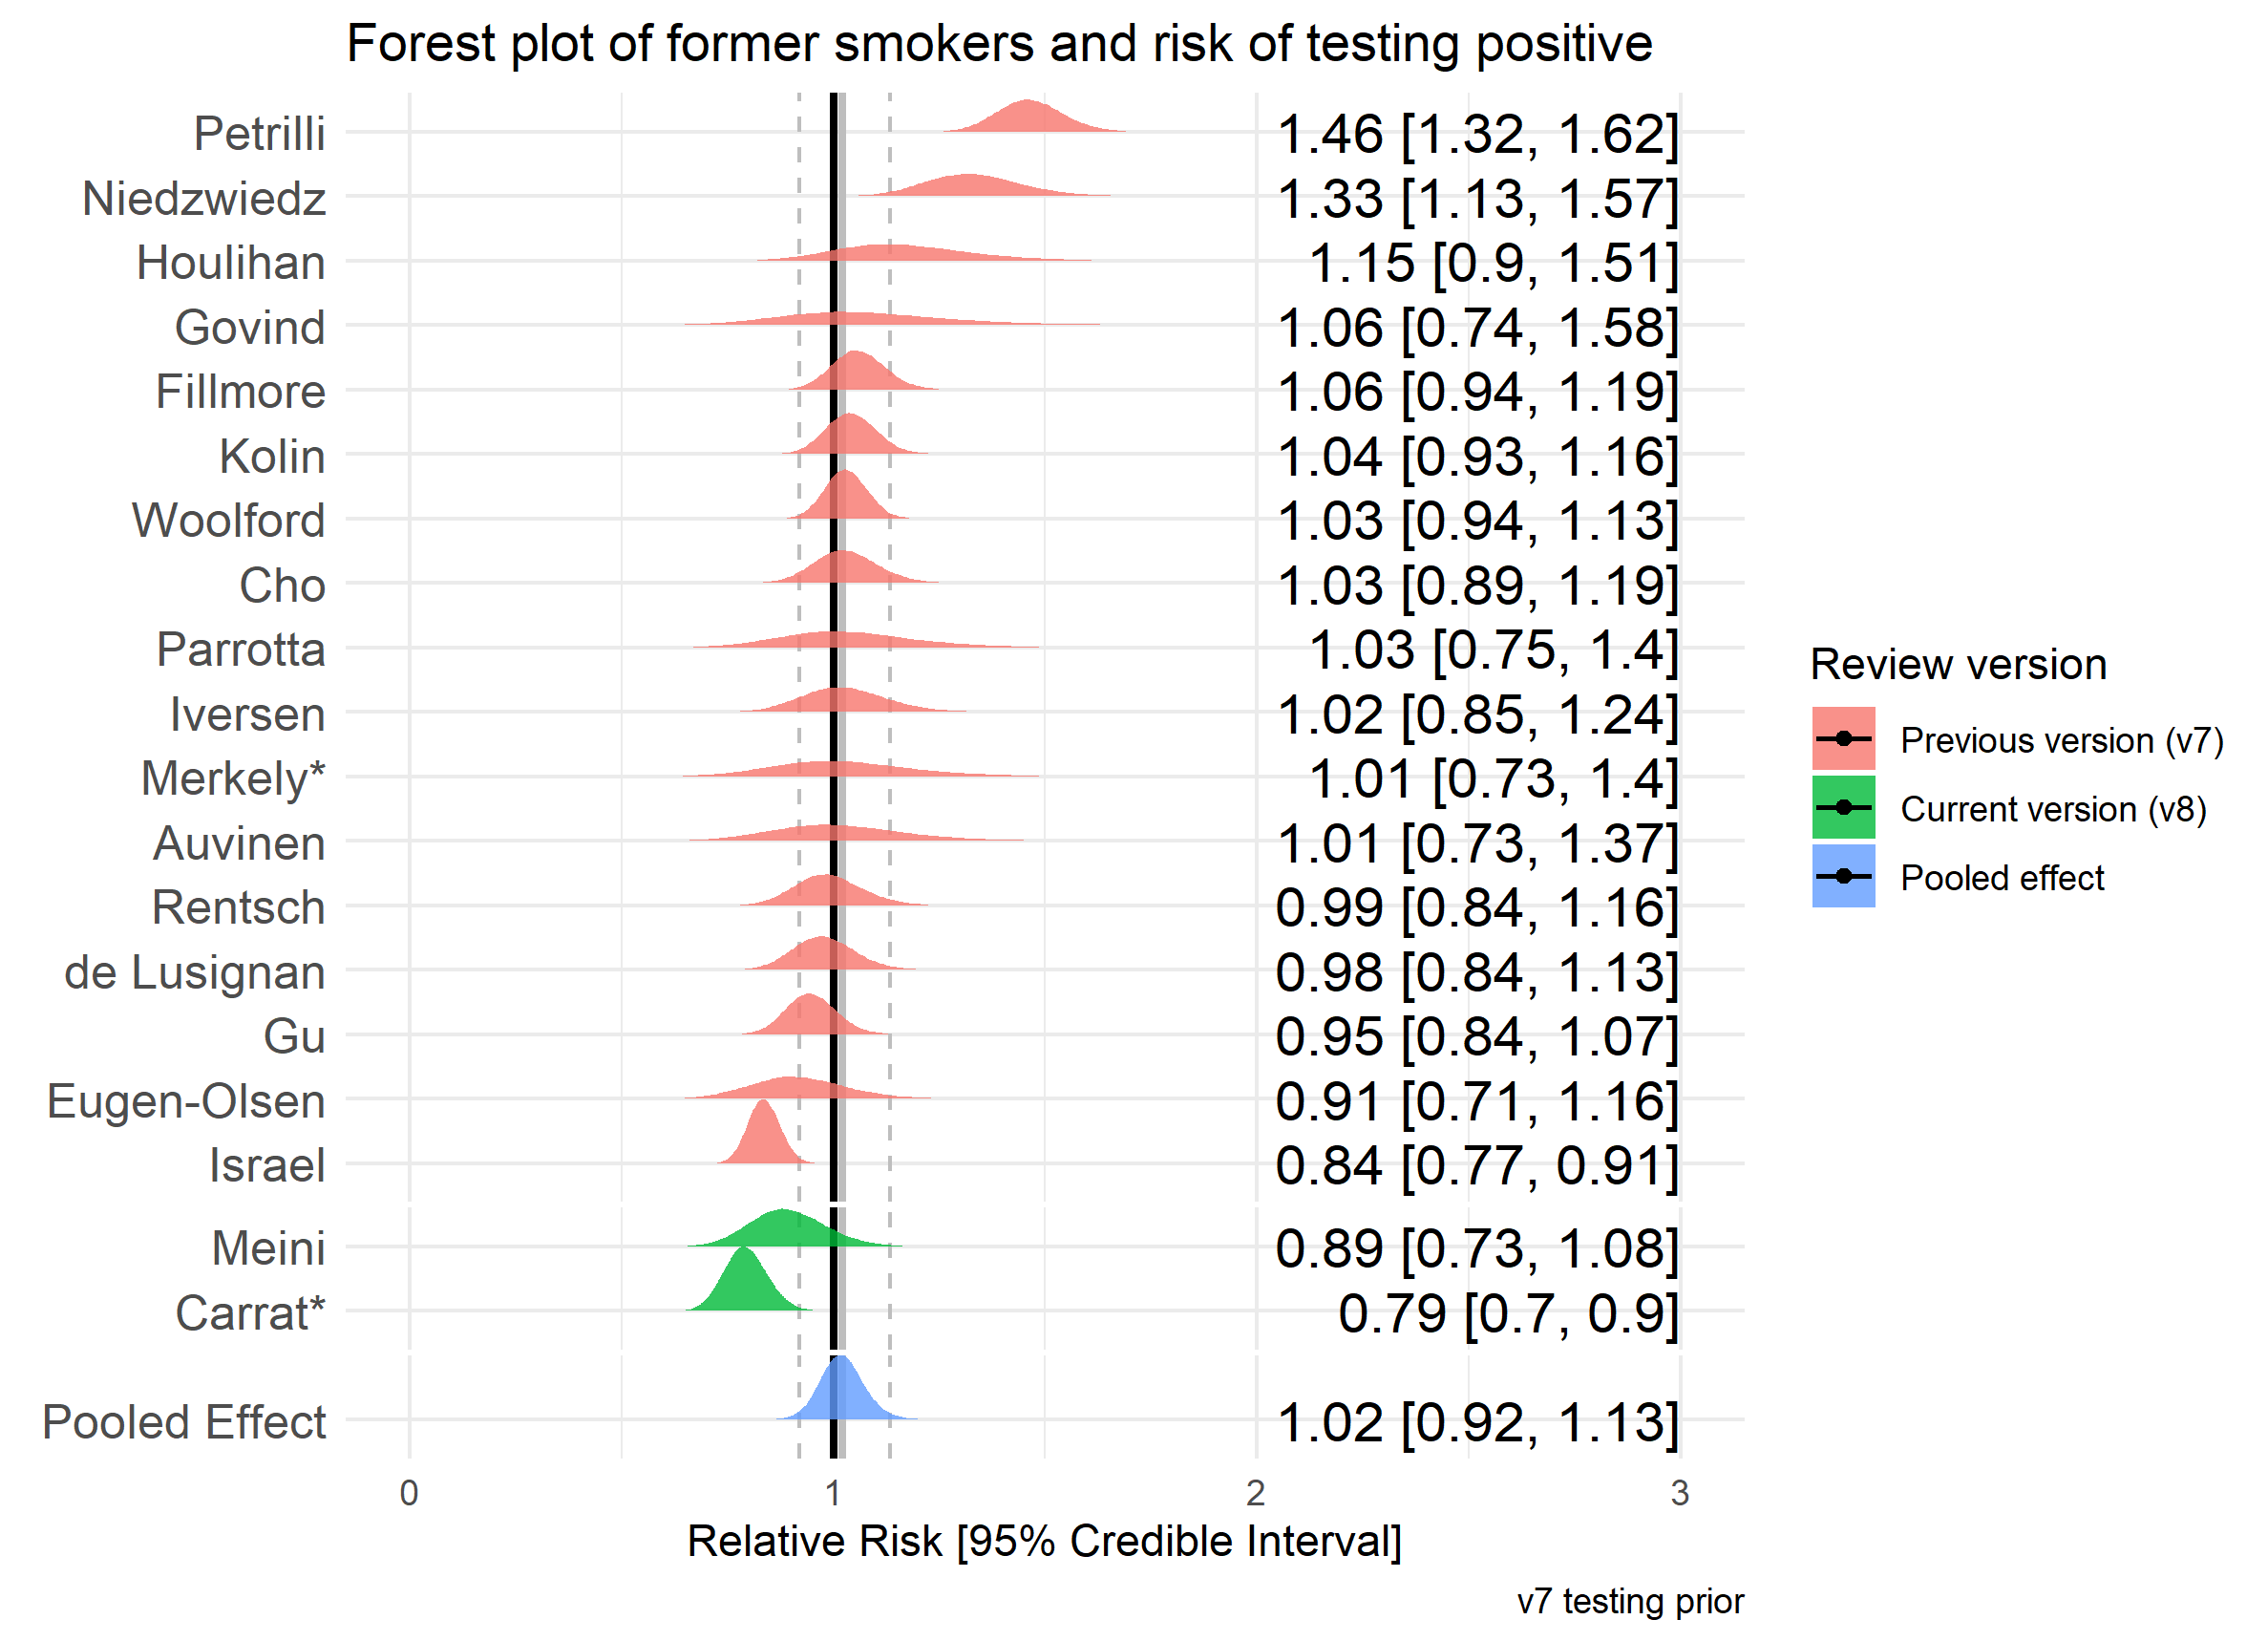 Forest plot of former smokers and risk of testing positive
Petrilli 1.46 [1.32, 1.62]
Niedzwiedz 1.33 [1.13, 1.57]
Houlihan 1.15 [0.9, 1.51]
Govind 1.06 [0.74, 1.58]
Fillmore 1.06 [0.94, 1.19]
Kolin 1.04 [0.93, 1.16]
Woolford 1.03 [0.94, 1.13]
Cho 1.03 [0.89, 1.19]
Parrotta 1.03 [0.75, 1.4]
Iversen 1.02 [0.85, 1.24]
Merkely* 1.01 [0.73, 1.4]
Auvinen 1.01 [0.73, 1.37]
Rentsch 0.99 [0.84, 1.16]
de Lusignan 0.98 [0.84, 1.13]
Gu 0.95 [0.84, 1.07]
Eugen-Olsen 0.91 [0.71, 1.16]
Israel 0.84 [0.77, 0.91]
Meini 0.89 [0.73, 1.08]
Carrat* 0.79 [0.7, 0.9]
Pooled Effect 1.02 [0.92, 1.13]
0 1 2 3
Relative Risk [95% Credible Interval]
v7 testing prior
Review version
Previous version (v7)
Current version (v8)
Pooled effect